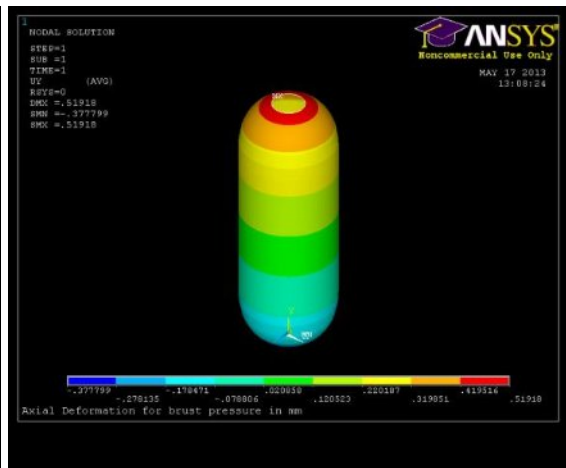 1
NODAL SOLUTION
STEP=1
SUB =1
TIME=1
UY (AVG)
RSYS=0
DMX =.51918
SMN =-.377799
SMX =.51918
ANSYS
Noncommercial Use Only
MAY 17 2013
13:08:24
MX
Y
MN
-.377799 -.178471 .020858 .220187 .419516
-.278135 -.078806 .120523 .319851 .51918
Axial Deformation for brust pressure in mm